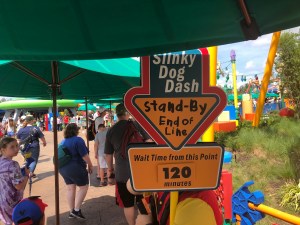 Slinky
Dog
Dash
Stand-By
End of
Line
Wait Time from this Point
120
minutes